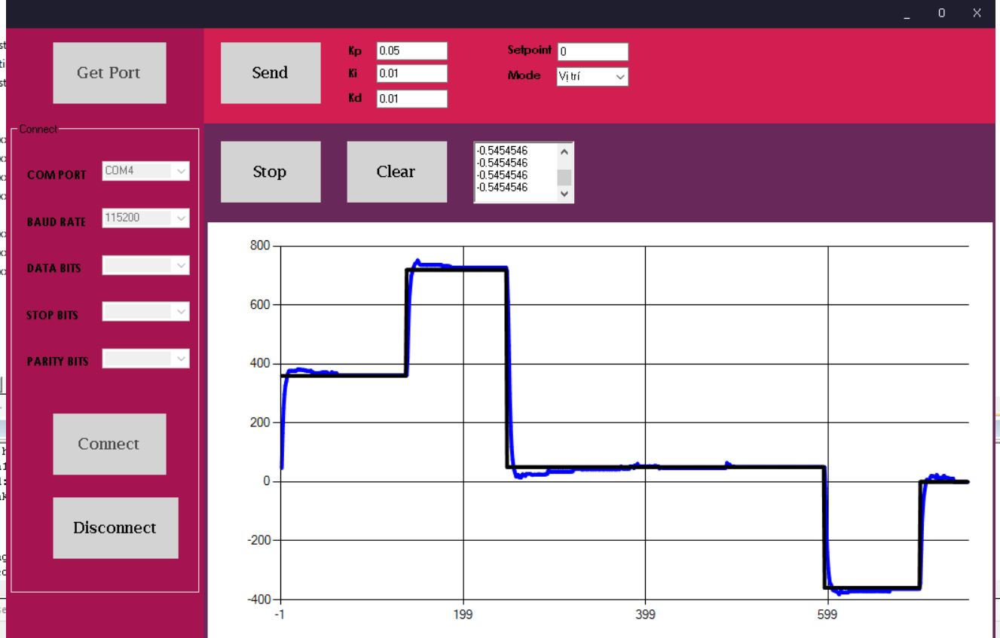 _ O X
Get Port
Send
Kp 0.05
Ki 0.01
Kd 0.01
Setpoint 0
Mode Vị trí
Connect
COM PORT COM4
BAUD RATE 115200
DATA BITS
STOP BITS
PARITY BITS
Connect
Disconnect
Stop
Clear
-0.5454546
-0.5454546
-0.5454546
-0.5454546
800
600
400
200
0
-200
-400
-1 199 399 599